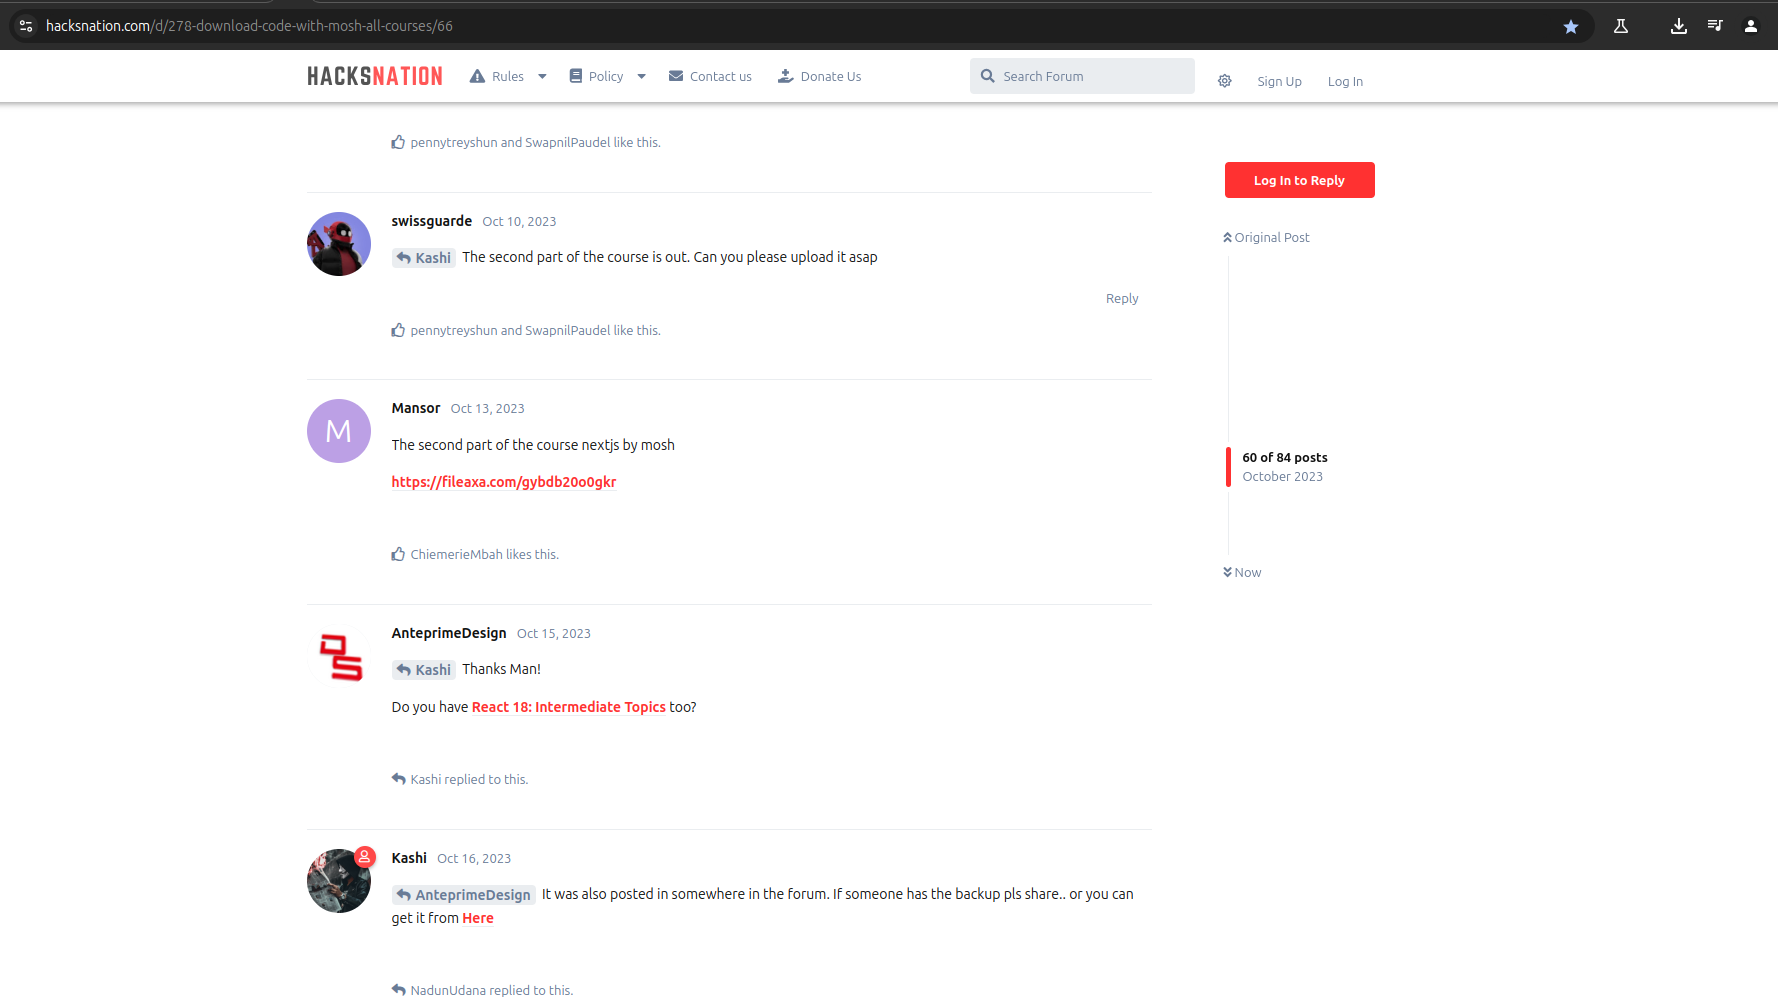 hacksnation.com/d/278-download-code-with-mosh-all-courses/66
HACKSNATION Rules Policy Contact us Donate Us Search Forum Sign Up Log In
pennytreyshun and SwapnilPaudel like this.
Log In to Reply
swissguarde Oct 10, 2023
Original Post
Kashi The second part of the course is out. Can you please upload it asap
Reply
pennytreyshun and SwapnilPaudel like this.
M
Mansor Oct 13, 2023
The second part of the course nextjs by mosh
60 of 84 posts
October 2023
https://fileaxa.com/gybdb20o0gkr
ChiemerieMbah likes this.
Now
DS
AnteprimeDesign Oct 15, 2023
Kashi Thanks Man!
Do you have React 18: Intermediate Topics too?
Kashi replied to this.
Kashi Oct 16, 2023
AnteprimeDesign It was also posted in somewhere in the forum. If someone has the backup pls share.. or you can
get it from Here
NadunUdana replied to this.